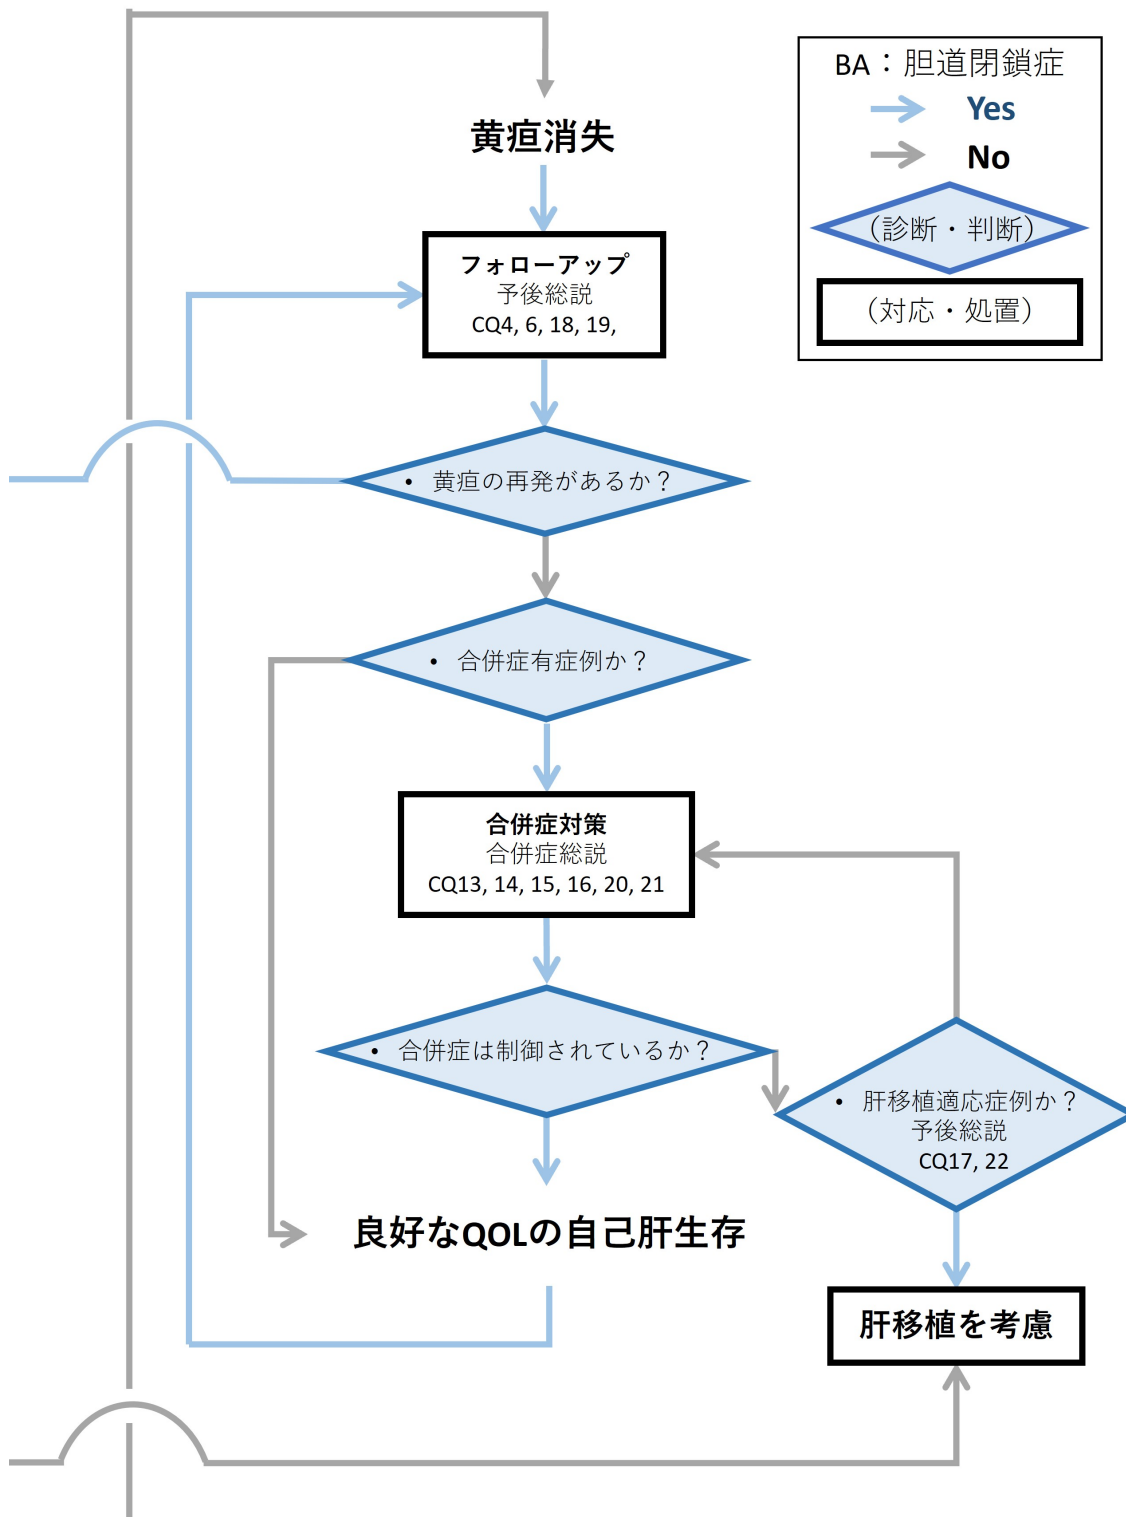 BA：胆道閉鎖症
Yes
No
（診断・判断）
（対応・処置）
黄疸消失
フォローアップ
予後総説
CQ4, 6, 18, 19,
• 黄疸の再発があるか？
• 合併症有症例か？
合併症対策
合併症総説
CQ13, 14, 15, 16, 20, 21
• 合併症は制御されているか？
• 肝移植適応症例か？
予後総説
CQ17, 22
良好なQOLの自己肝生存
肝移植を考慮